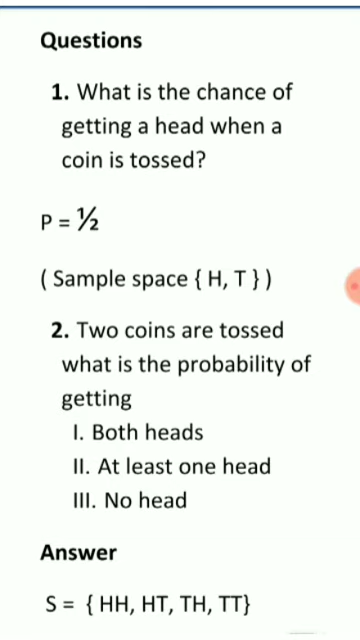 Questions
1. What is the chance of
getting a head when a
coin is tossed?
P = ½
( Sample space { H, T } )
2. Two coins are tossed
what is the probability of
getting
I. Both heads
II. At least one head
III. No head
Answer
S = { HH, HT, TH, TT}